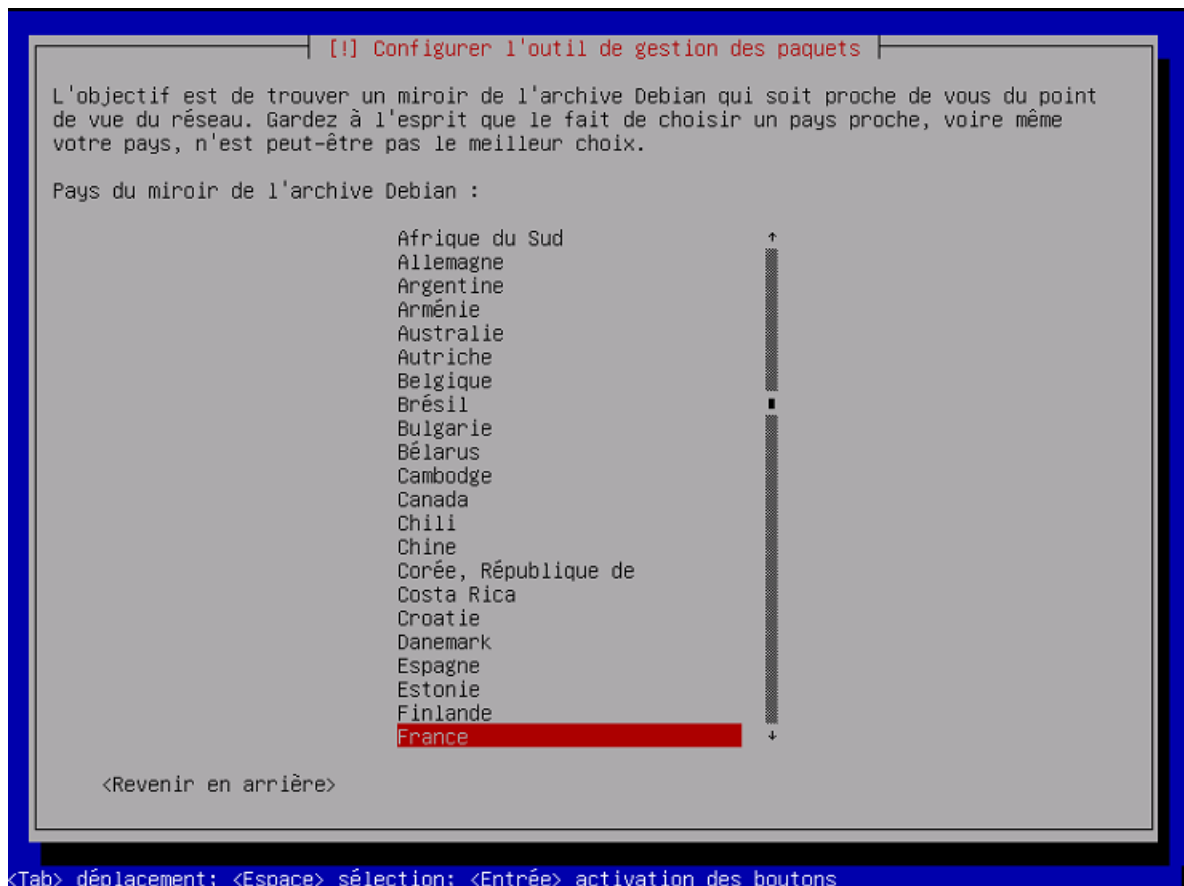 [!] Configurer l'outil de gestion des paquets
L'objectif est de trouver un miroir de l'archive Debian qui soit proche de vous du point
de vue du réseau. Gardez à l'esprit que le fait de choisir un pays proche, voire même
votre pays, n'est peut-être pas le meilleur choix.
Pays du miroir de l'archive Debian :
Afrique du Sud
Allemagne
Argentine
Arménie
Australie
Autriche
Belgique
Brésil
Bulgarie
Bélarus
Cambodge
Canada
Chili
Chine
Corée, République de
Costa Rica
Croatie
Danemark
Espagne
Estonie
Finlande
France
<Revenir en arrière>
<Tab> déplacement; <Espace> sélection; <Entrée> activation des boutons